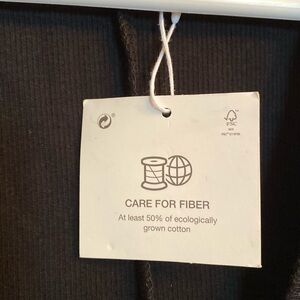 FSC
CARE FOR FIBER
At least 50% of ecologically
grown cotton